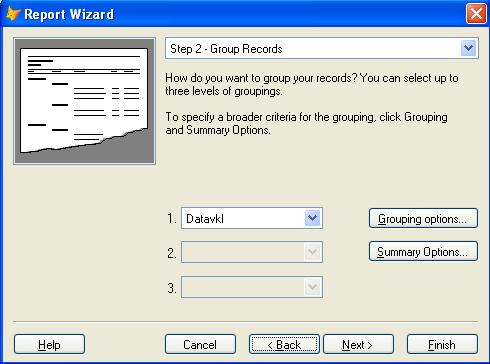 Report Wizard
Step 2 - Group Records
How do you want to group your records? You can select up to
three levels of groupings.
To specify a broader criteria for the grouping, click Grouping
and Summary Options.
1. Datavkl Grouping options...
2. Summary Options...
3.
Help Cancel < Back Next > Finish